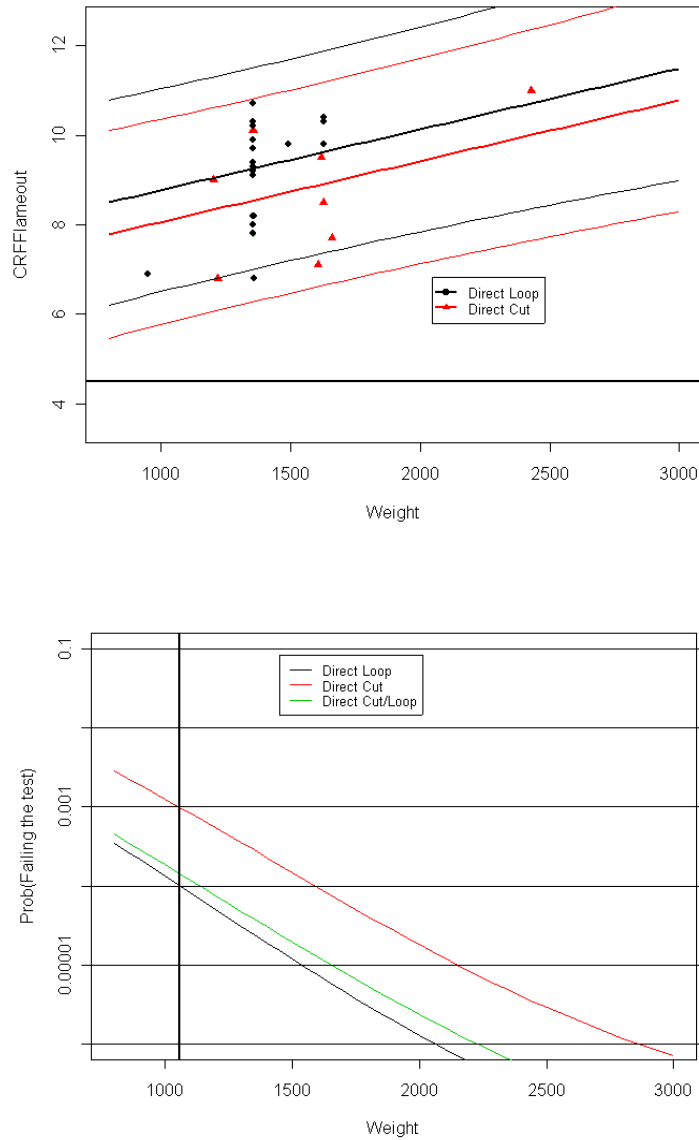 12
10
8
6
4
CRFFlameout
Direct Loop
Direct Cut
1000
1500
2000
2500
3000
Weight
0.1
0.001
0.00001
Prob(Failing the test)
Direct Loop
Direct Cut
Direct Cut/Loop
1000
1500
2000
2500
3000
Weight